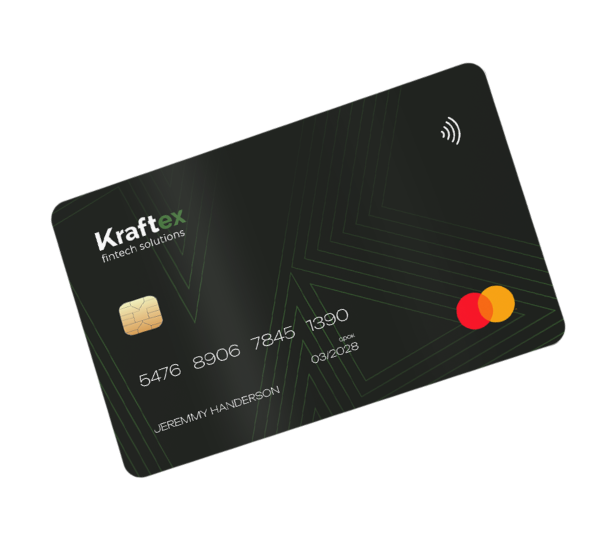 Kraftex
fintech solutions
5476 8906 7845 1390
срок
03/2028
JEREMMY HANDERSON